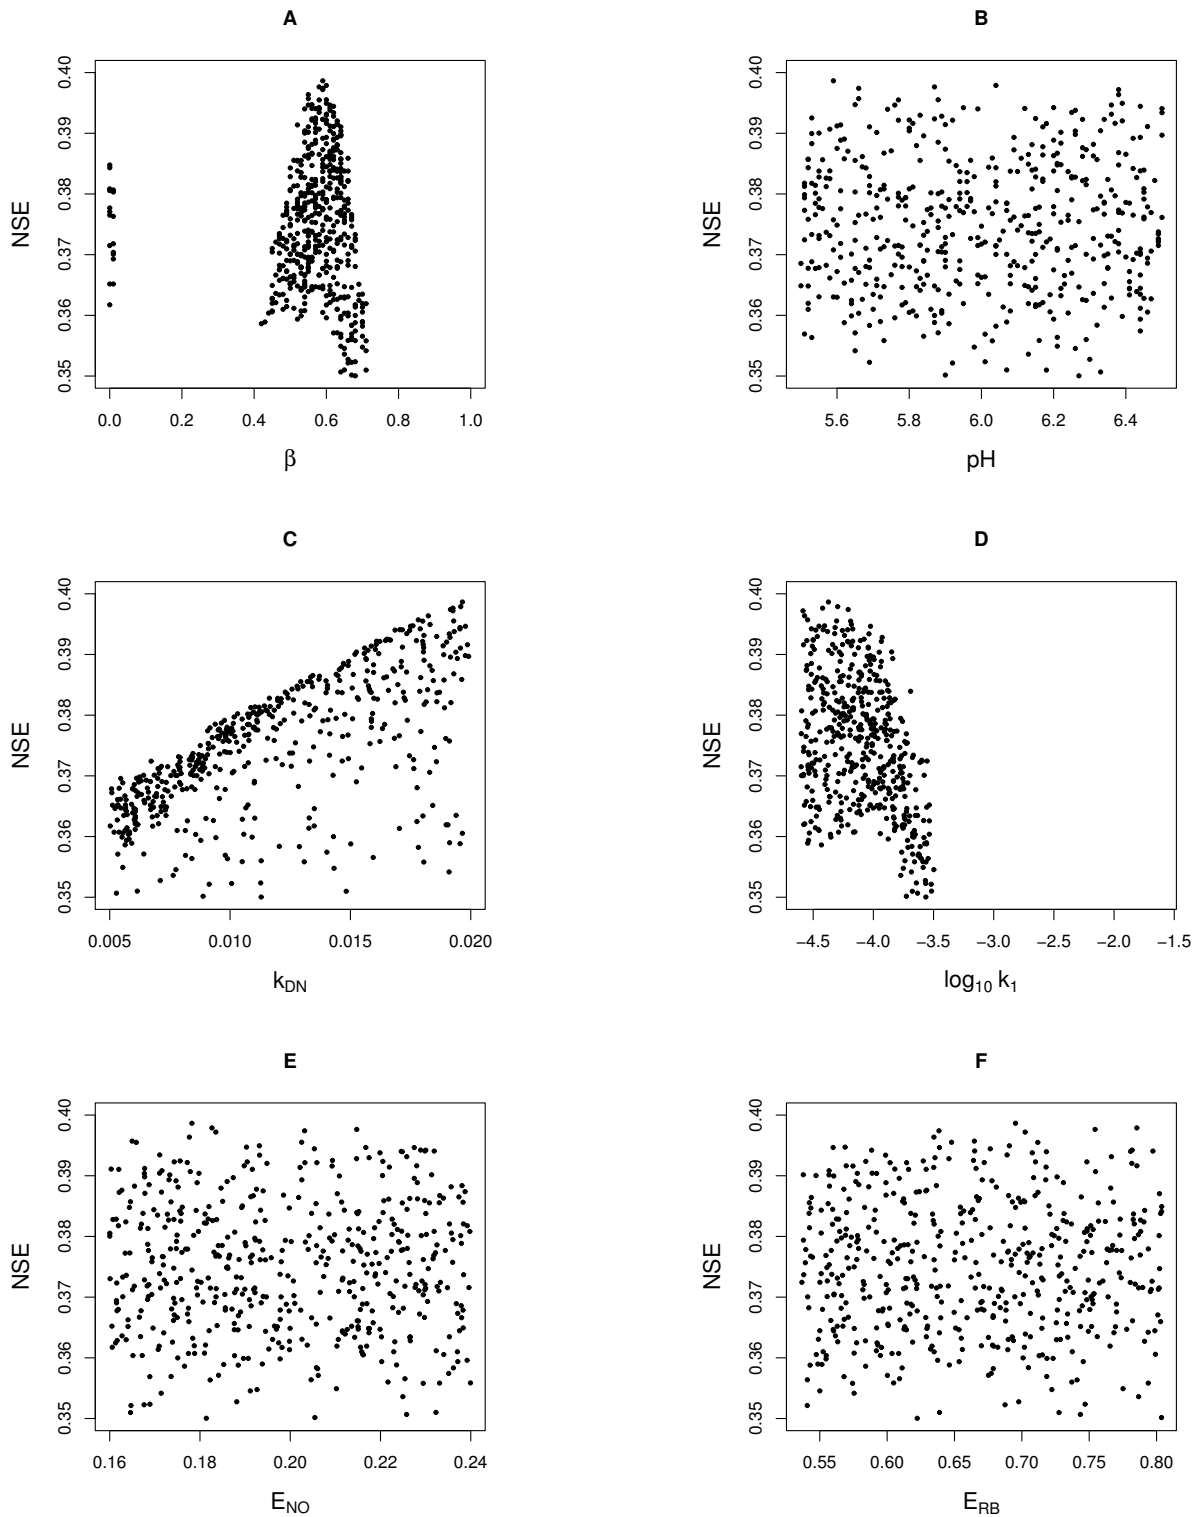 A
NSE
0.35 0.36 0.37 0.38 0.39 0.40
0.0 0.2 0.4 0.6 0.8 1.0
β
B
NSE
0.35 0.36 0.37 0.38 0.39 0.40
5.6 5.8 6.0 6.2 6.4
pH
C
NSE
0.35 0.36 0.37 0.38 0.39 0.40
0.005 0.010 0.015 0.020
kDN
D
NSE
0.35 0.36 0.37 0.38 0.39 0.40
−4.5 −4.0 −3.5 −3.0 −2.5 −2.0 −1.5
log10 k1
E
NSE
0.35 0.36 0.37 0.38 0.39 0.40
0.16 0.18 0.20 0.22 0.24
ENO
F
NSE
0.35 0.36 0.37 0.38 0.39 0.40
0.55 0.60 0.65 0.70 0.75 0.80
ERB